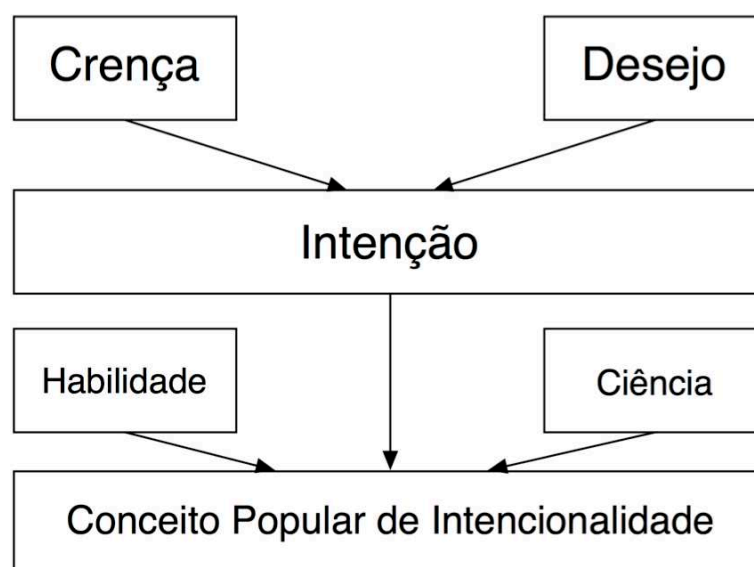 Crença
Desejo
Intenção
Habilidade
Ciência
Conceito Popular de Intencionalidade